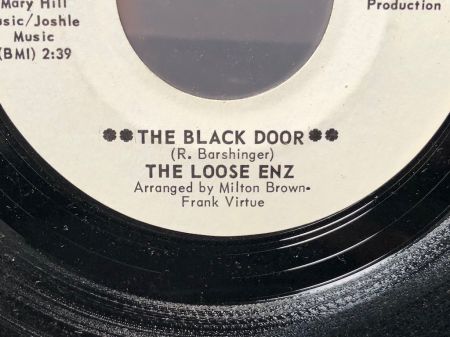 Mary Hill
Music/Joshle
Music
(BMI) 2:39
Production
**THE BLACK DOOR**
(R. Barshinger)
THE LOOSE ENZ
Arranged by Milton Brown-
Frank Virtue